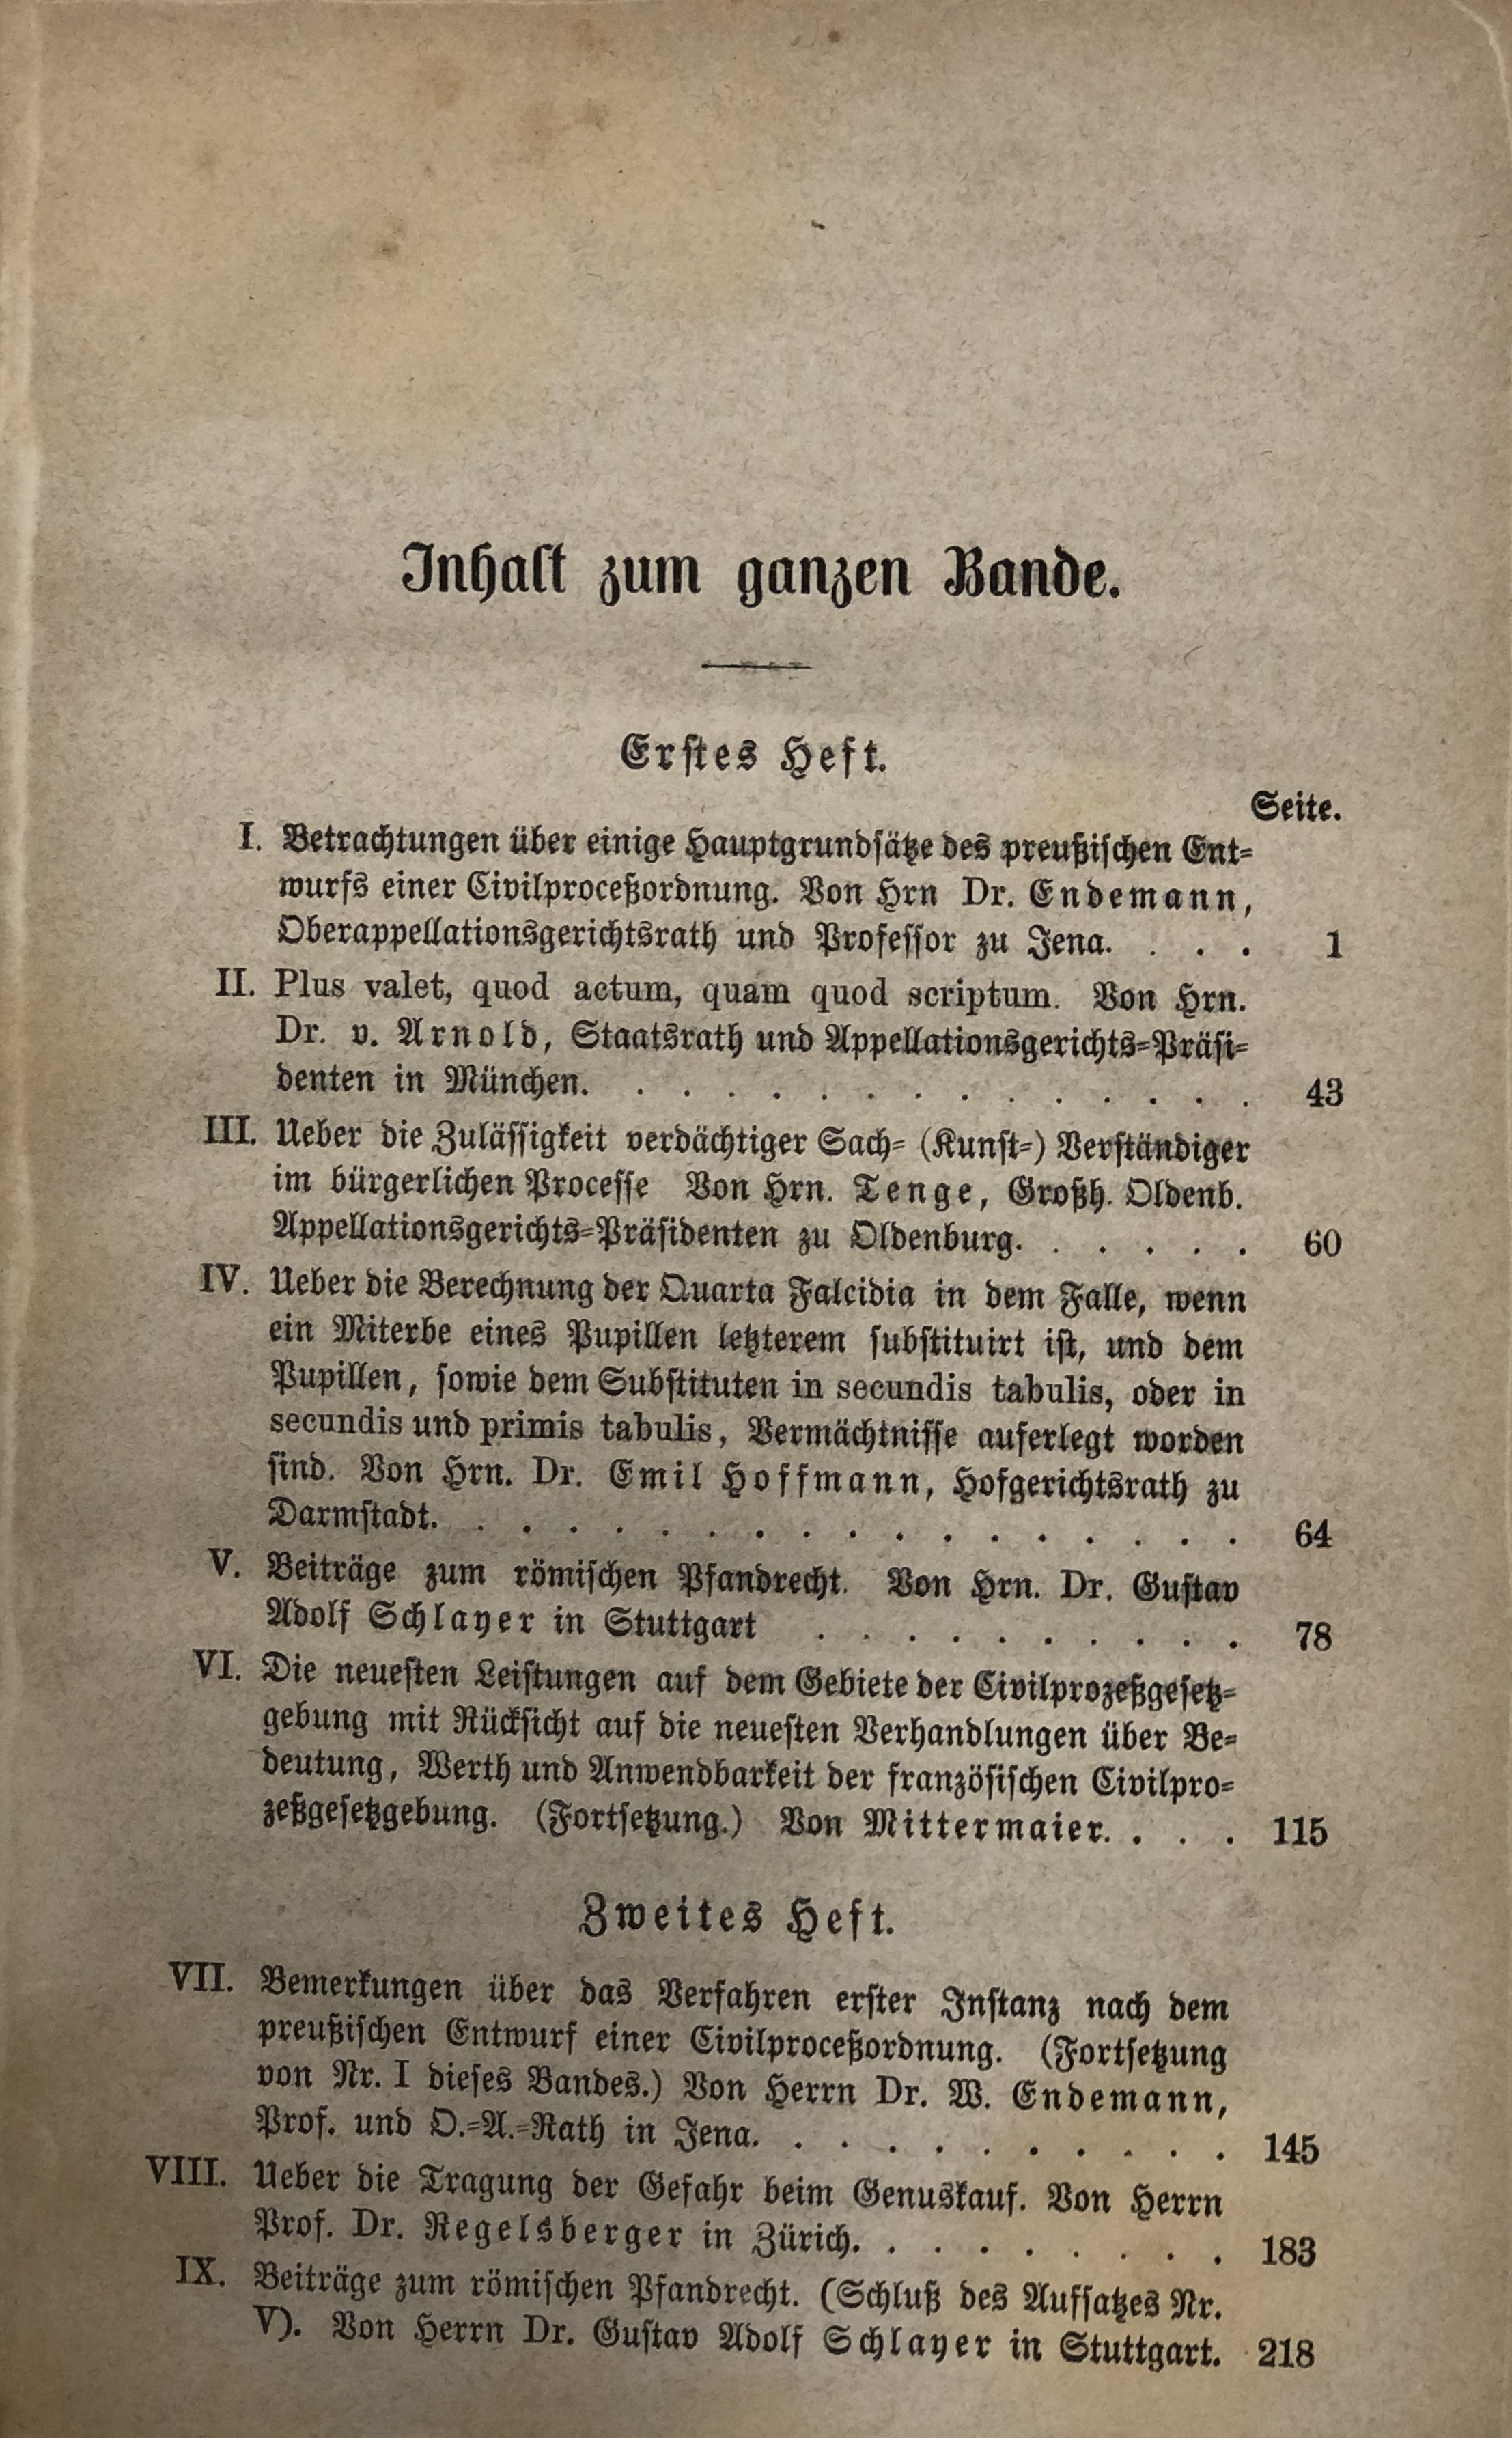 Inhalt zum ganzen Bande.
Erstes Heft.
Seite.
I. Betrachtungen über einige Hauptgrundsätze des preußischen Ent-
wurfs einer Civilproceßordnung. Von Hrn Dr. Endemann,
Oberappellationsgerichtsrath und Professor zu Jena. . . . 1
II. Plus valet, quod actum, quam quod scriptum. Von Hrn.
Dr. v. Arnold, Staatsrath und Appellationsgerichts-Präsi-
denten in München. . . . . . . . . . . . . . . 43
III. Ueber die Zulässigkeit verdächtiger Sach- (Kunst-) Verständiger
im bürgerlichen Processe Von Hrn. Tenge, Großh. Oldenb.
Appellationsgerichts-Präsidenten zu Oldenburg. . . . . . 60
IV. Ueber die Berechnung der Quarta Falcidia in dem Falle, wenn
ein Miterbe eines Pupillen letzterem substituirt ist, und dem
Pupillen, sowie dem Substituten in secundis tabulis, oder in
secundis und primis tabulis, Vermächtnisse auferlegt worden
sind. Von Hrn. Dr. Emil Hoffmann, Hofgerichtsrath zu
Darmstadt. . . . . . . . . . . . . . . . . . 64
V. Beiträge zum römischen Pfandrecht. Von Hrn. Dr. Gustav
Adolf Schlayer in Stuttgart . . . . . . . . . . 78
VI. Die neuesten Leistungen auf dem Gebiete der Civilprozeßgesetz-
gebung mit Rücksicht auf die neuesten Verhandlungen über Be-
deutung, Werth und Anwendbarkeit der französischen Civilpro-
zeßgesetzgebung. (Fortsetzung.) Von Mittermaier. . . . 115
Zweites Heft.
VII. Bemerkungen über das Verfahren erster Instanz nach dem
preußischen Entwurf einer Civilproceßordnung. (Fortsetzung
von Nr. I dieses Bandes.) Von Herrn Dr. W. Endemann,
Prof. und O.-A.-Rath in Jena. . . . . . . . . . . 145
VIII. Ueber die Tragung der Gefahr beim Genuskauf. Von Herrn
Prof. Dr. Regelsberger in Zürich. . . . . . . . . 183
IX. Beiträge zum römischen Pfandrecht. (Schluß des Aufsatzes Nr.
V). Von Herrn Dr. Gustav Adolf Schlayer in Stuttgart. 218